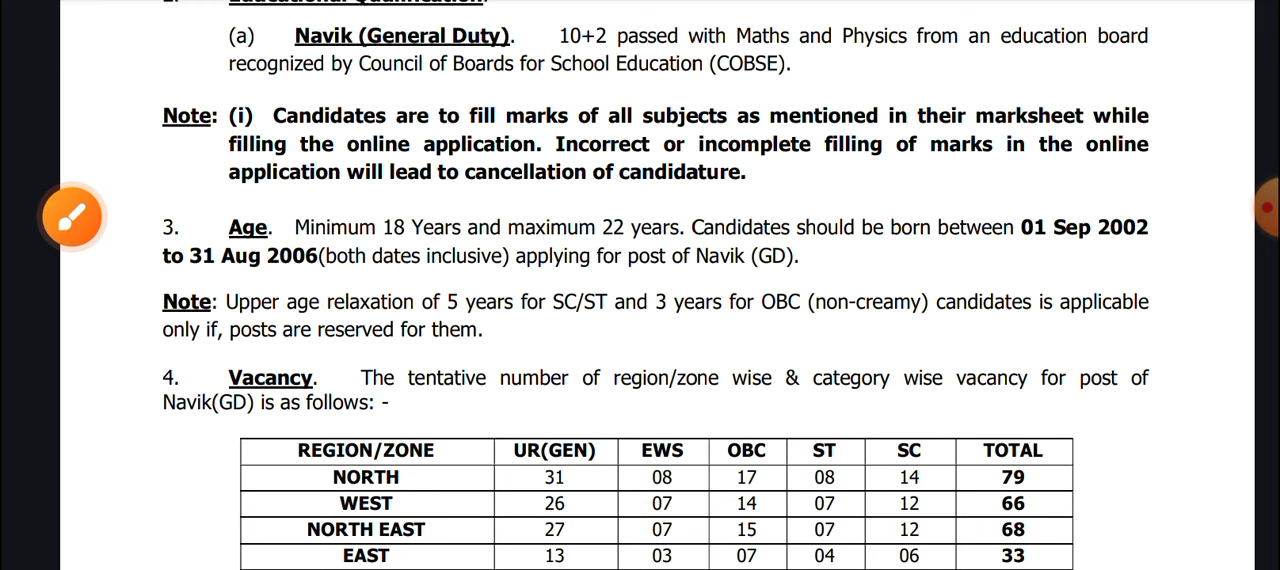 2. Educational Qualification.
(a) Navik (General Duty). 10+2 passed with Maths and Physics from an education board
recognized by Council of Boards for School Education (COBSE).
Note: (i) Candidates are to fill marks of all subjects as mentioned in their marksheet while
filling the online application. Incorrect or incomplete filling of marks in the online
application will lead to cancellation of candidature.
3. Age. Minimum 18 Years and maximum 22 years. Candidates should be born between 01 Sep 2002
to 31 Aug 2006(both dates inclusive) applying for post of Navik (GD).
Note: Upper age relaxation of 5 years for SC/ST and 3 years for OBC (non-creamy) candidates is applicable
only if, posts are reserved for them.
4. Vacancy. The tentative number of region/zone wise & category wise vacancy for post of
Navik(GD) is as follows: -
REGION/ZONE UR(GEN) EWS OBC ST SC TOTAL
NORTH 31 08 17 08 14 79
WEST 26 07 14 07 12 66
NORTH EAST 27 07 15 07 12 68
EAST 13 03 07 04 06 33